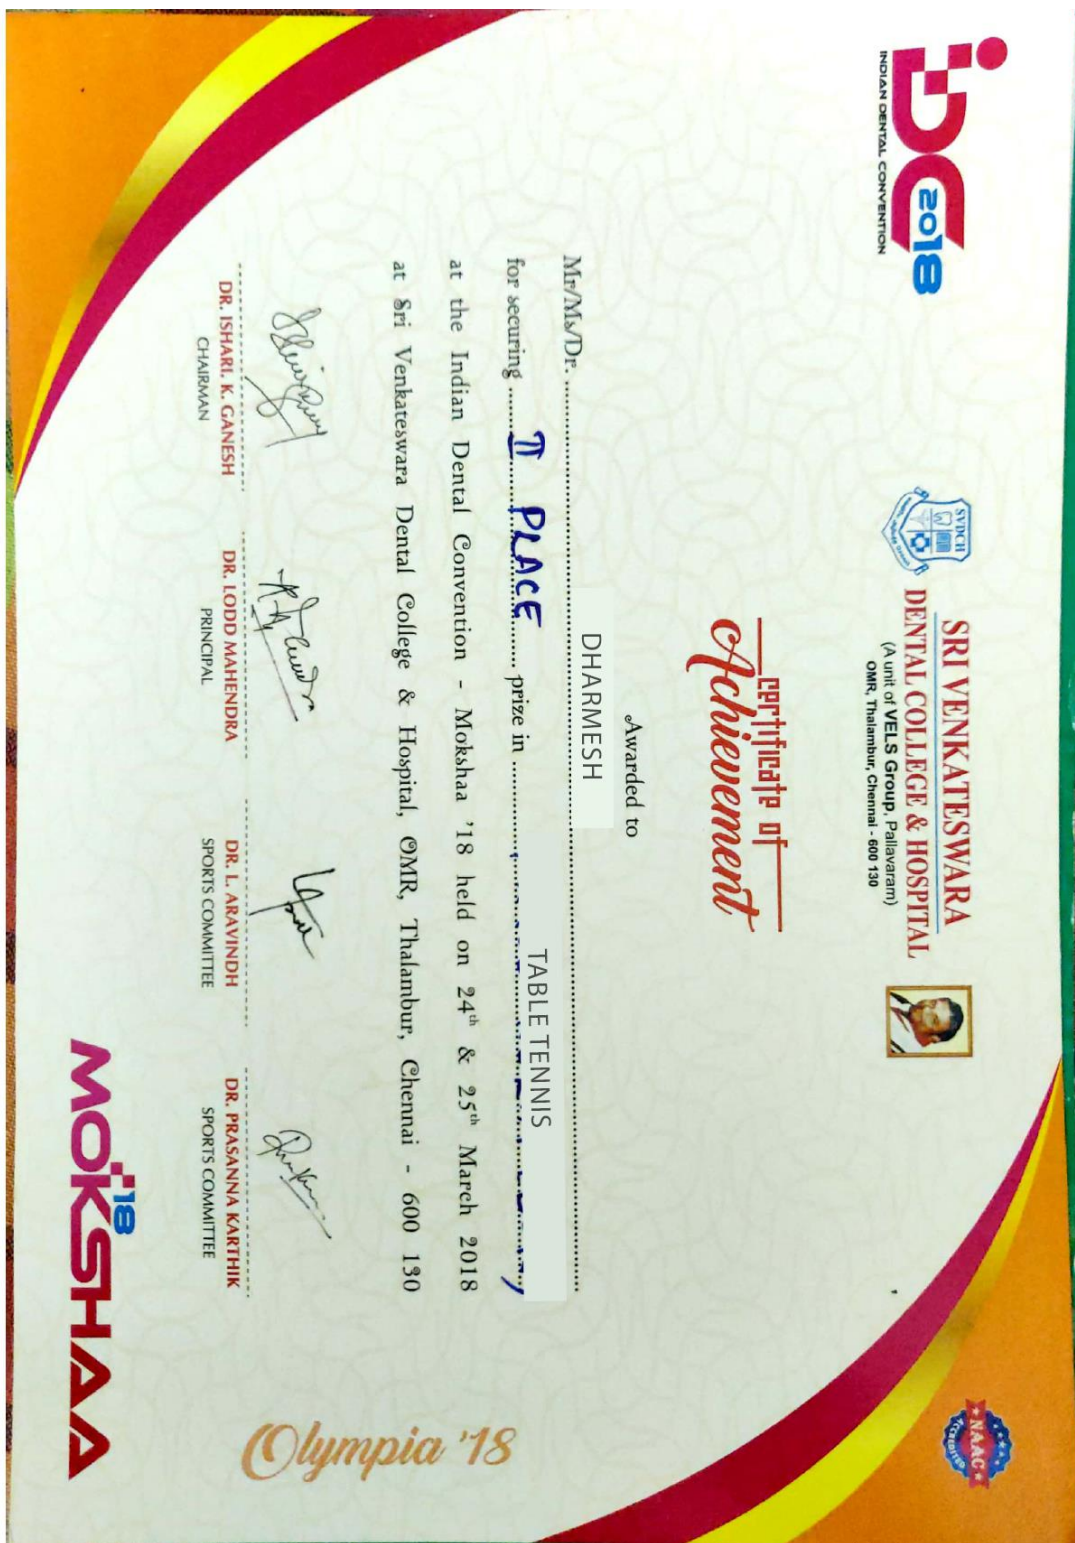 iDC 2018
INDIAN DENTAL CONVENTION
SVDCH
SRI VENKATESWARA
DENTAL COLLEGE & HOSPITAL
(A unit of VELS Group, Pallavaram)
OMR, Thalambur, Chennai - 600 130
NAAC
ACCREDITED
certificate of
Achievement
Awarded to
Mr/Ms/Dr. DHARMESH
for securing II PLACE prize in TABLE TENNIS
at the Indian Dental Convention - Mokshaa '18 held on 24th & 25th March 2018
at Sri Venkateswara Dental College & Hospital, OMR, Thalambur, Chennai - 600 130
DR. ISHARI. K. GANESH
CHAIRMAN
DR. LODD MAHENDRA
PRINCIPAL
DR. L. ARAVINDH
SPORTS COMMITTEE
DR. PRASANNA KARTHIK
SPORTS COMMITTEE
Olympia '18
MOKSHAA '18